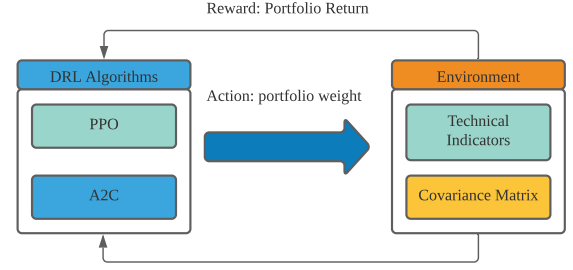 Reward: Portfolio Return
DRL Algorithms
Environment
Action: portfolio weight
PPO
Technical
Indicators
A2C
Covariance Matrix